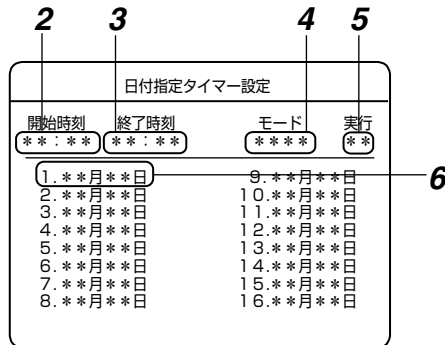 2 3 4 5
日付指定タイマー設定
開始時刻 終了時刻 モード 実行
**:** **:** **** **
1.**月**日 9.**月**日 6
2.**月**日 10.**月**日
3.**月**日 11.**月**日
4.**月**日 12.**月**日
5.**月**日 13.**月**日
6.**月**日 14.**月**日
7.**月**日 15.**月**日
8.**月**日 16.**月**日